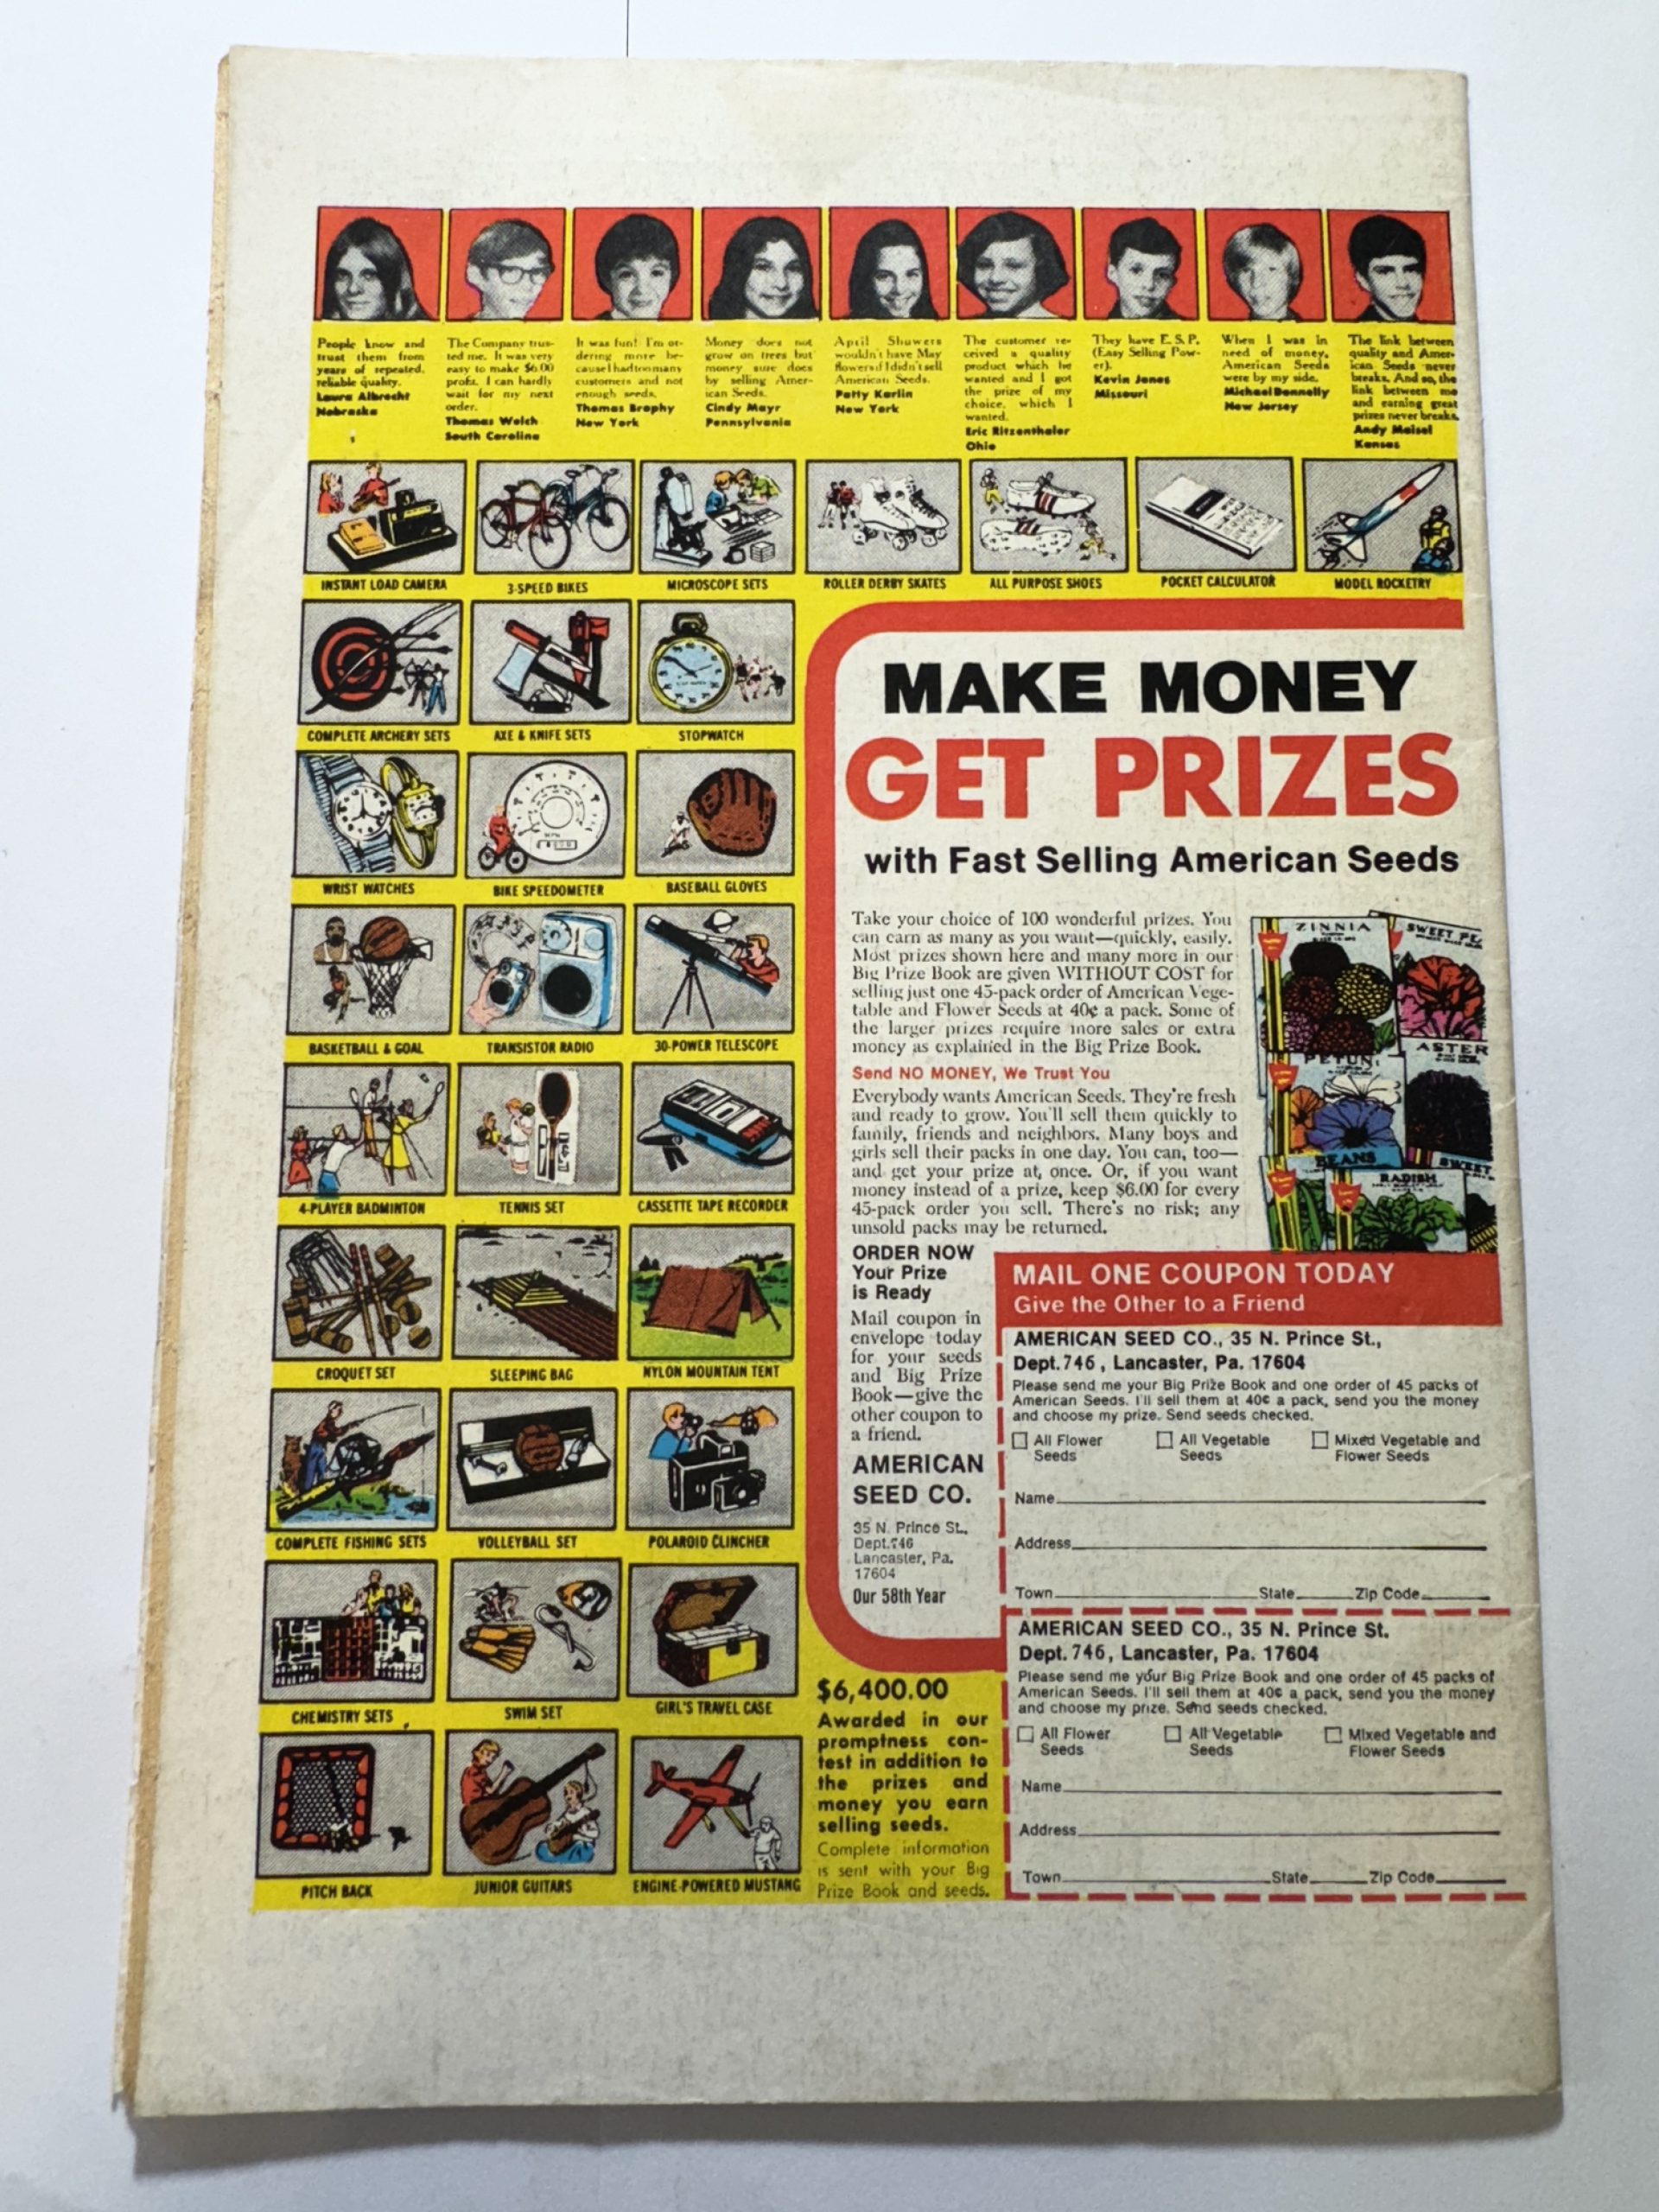 People know and
trust them from
years of repeated,
reliable quality.
Laura Albrecht
Nebraska
The Company trus-
ted me. It was very
easy to make $6.00
profit. I can hardly
wait for my next
order.
Thomas Welch
South Carolina
It was fun! I'm or-
dering more be-
cause I had too many
customers and not
enough seeds.
Thomas Brophy
New York
Money does not
grow on trees but
money sure does
by selling Amer-
ican Seeds.
Cindy Mayr
Pennsylvania
April Showers
wouldn't have May
flowers if I didn't sell
American Seeds.
Patty Karlin
New York
The customer re-
ceived a quality
product which he
wanted and I got
the prize of my
choice, which I
wanted.
Eric Ritzenthaler
Ohio
They have E. S. P.
(Easy Selling Pow-
er).
Kevin Jones
Missouri
When I was in
need of money,
American Seeds
were by my side.
Michael Donnelly
New Jersey
The link between
quality and Amer-
ican Seeds never
breaks. And so, the
link between me
and earning great
prizes never breaks.
Andy Maisel
Kansas
INSTANT LOAD CAMERA
3-SPEED BIKES
MICROSCOPE SETS
ROLLER DERBY SKATES
ALL PURPOSE SHOES
POCKET CALCULATOR
MODEL ROCKETRY
COMPLETE ARCHERY SETS
AXE & KNIFE SETS
STOPWATCH
WRIST WATCHES
BIKE SPEEDOMETER
BASEBALL GLOVES
BASKETBALL & GOAL
TRANSISTOR RADIO
30-POWER TELESCOPE
4-PLAYER BADMINTON
TENNIS SET
CASSETTE TAPE RECORDER
CROQUET SET
SLEEPING BAG
NYLON MOUNTAIN TENT
COMPLETE FISHING SETS
VOLLEYBALL SET
POLAROID CLINCHER
CHEMISTRY SETS
SWIM SET
GIRL'S TRAVEL CASE
PITCH BACK
JUNIOR GUITARS
ENGINE-POWERED MUSTANG
MAKE MONEY
GET PRIZES
with Fast Selling American Seeds
Take your choice of 100 wonderful prizes. You
can earn as many as you want—quickly, easily.
Most prizes shown here and many more in our
Big Prize Book are given WITHOUT COST for
selling just one 45-pack order of American Vege-
table and Flower Seeds at 40¢ a pack. Some of
the larger prizes require more sales or extra
money as explained in the Big Prize Book.
Send NO MONEY, We Trust You
Everybody wants American Seeds. They're fresh
and ready to grow. You'll sell them quickly to
family, friends and neighbors. Many boys and
girls sell their packs in one day. You can, too—
and get your prize at once. Or, if you want
money instead of a prize, keep $6.00 for every
45-pack order you sell. There's no risk; any
unsold packs may be returned.
ZINNIA
SWEET PE
ASTER
PETUN
BEANS
SWEET
RADISH
ORDER NOW
Your Prize
is Ready
Mail coupon in
envelope today
for your seeds
and Big Prize
Book—give the
other coupon to
a friend.
AMERICAN
SEED CO.
35 N. Prince St.,
Dept.746
Lancaster, Pa.
17604
Our 58th Year
$6,400.00
Awarded in our
promptness con-
test in addition to
the prizes and
money you earn
selling seeds.
Complete information
is sent with your Big
Prize Book and seeds.
MAIL ONE COUPON TODAY
Give the Other to a Friend
AMERICAN SEED CO., 35 N. Prince St.,
Dept. 746, Lancaster, Pa. 17604
Please send me your Big Prize Book and one order of 45 packs of
American Seeds. I'll sell them at 40¢ a pack, send you the money
and choose my prize. Send seeds checked.
All Flower Seeds
All Vegetable Seeds
Mixed Vegetable and Flower Seeds
Name
Address
Town State Zip Code
AMERICAN SEED CO., 35 N. Prince St.
Dept. 746, Lancaster, Pa. 17604
Please send me your Big Prize Book and one order of 45 packs of
American Seeds. I'll sell them at 40¢ a pack, send you the money
and choose my prize. Send seeds checked.
All Flower Seeds
All Vegetable Seeds
Mixed Vegetable and Flower Seeds
Name
Address
Town State Zip Code